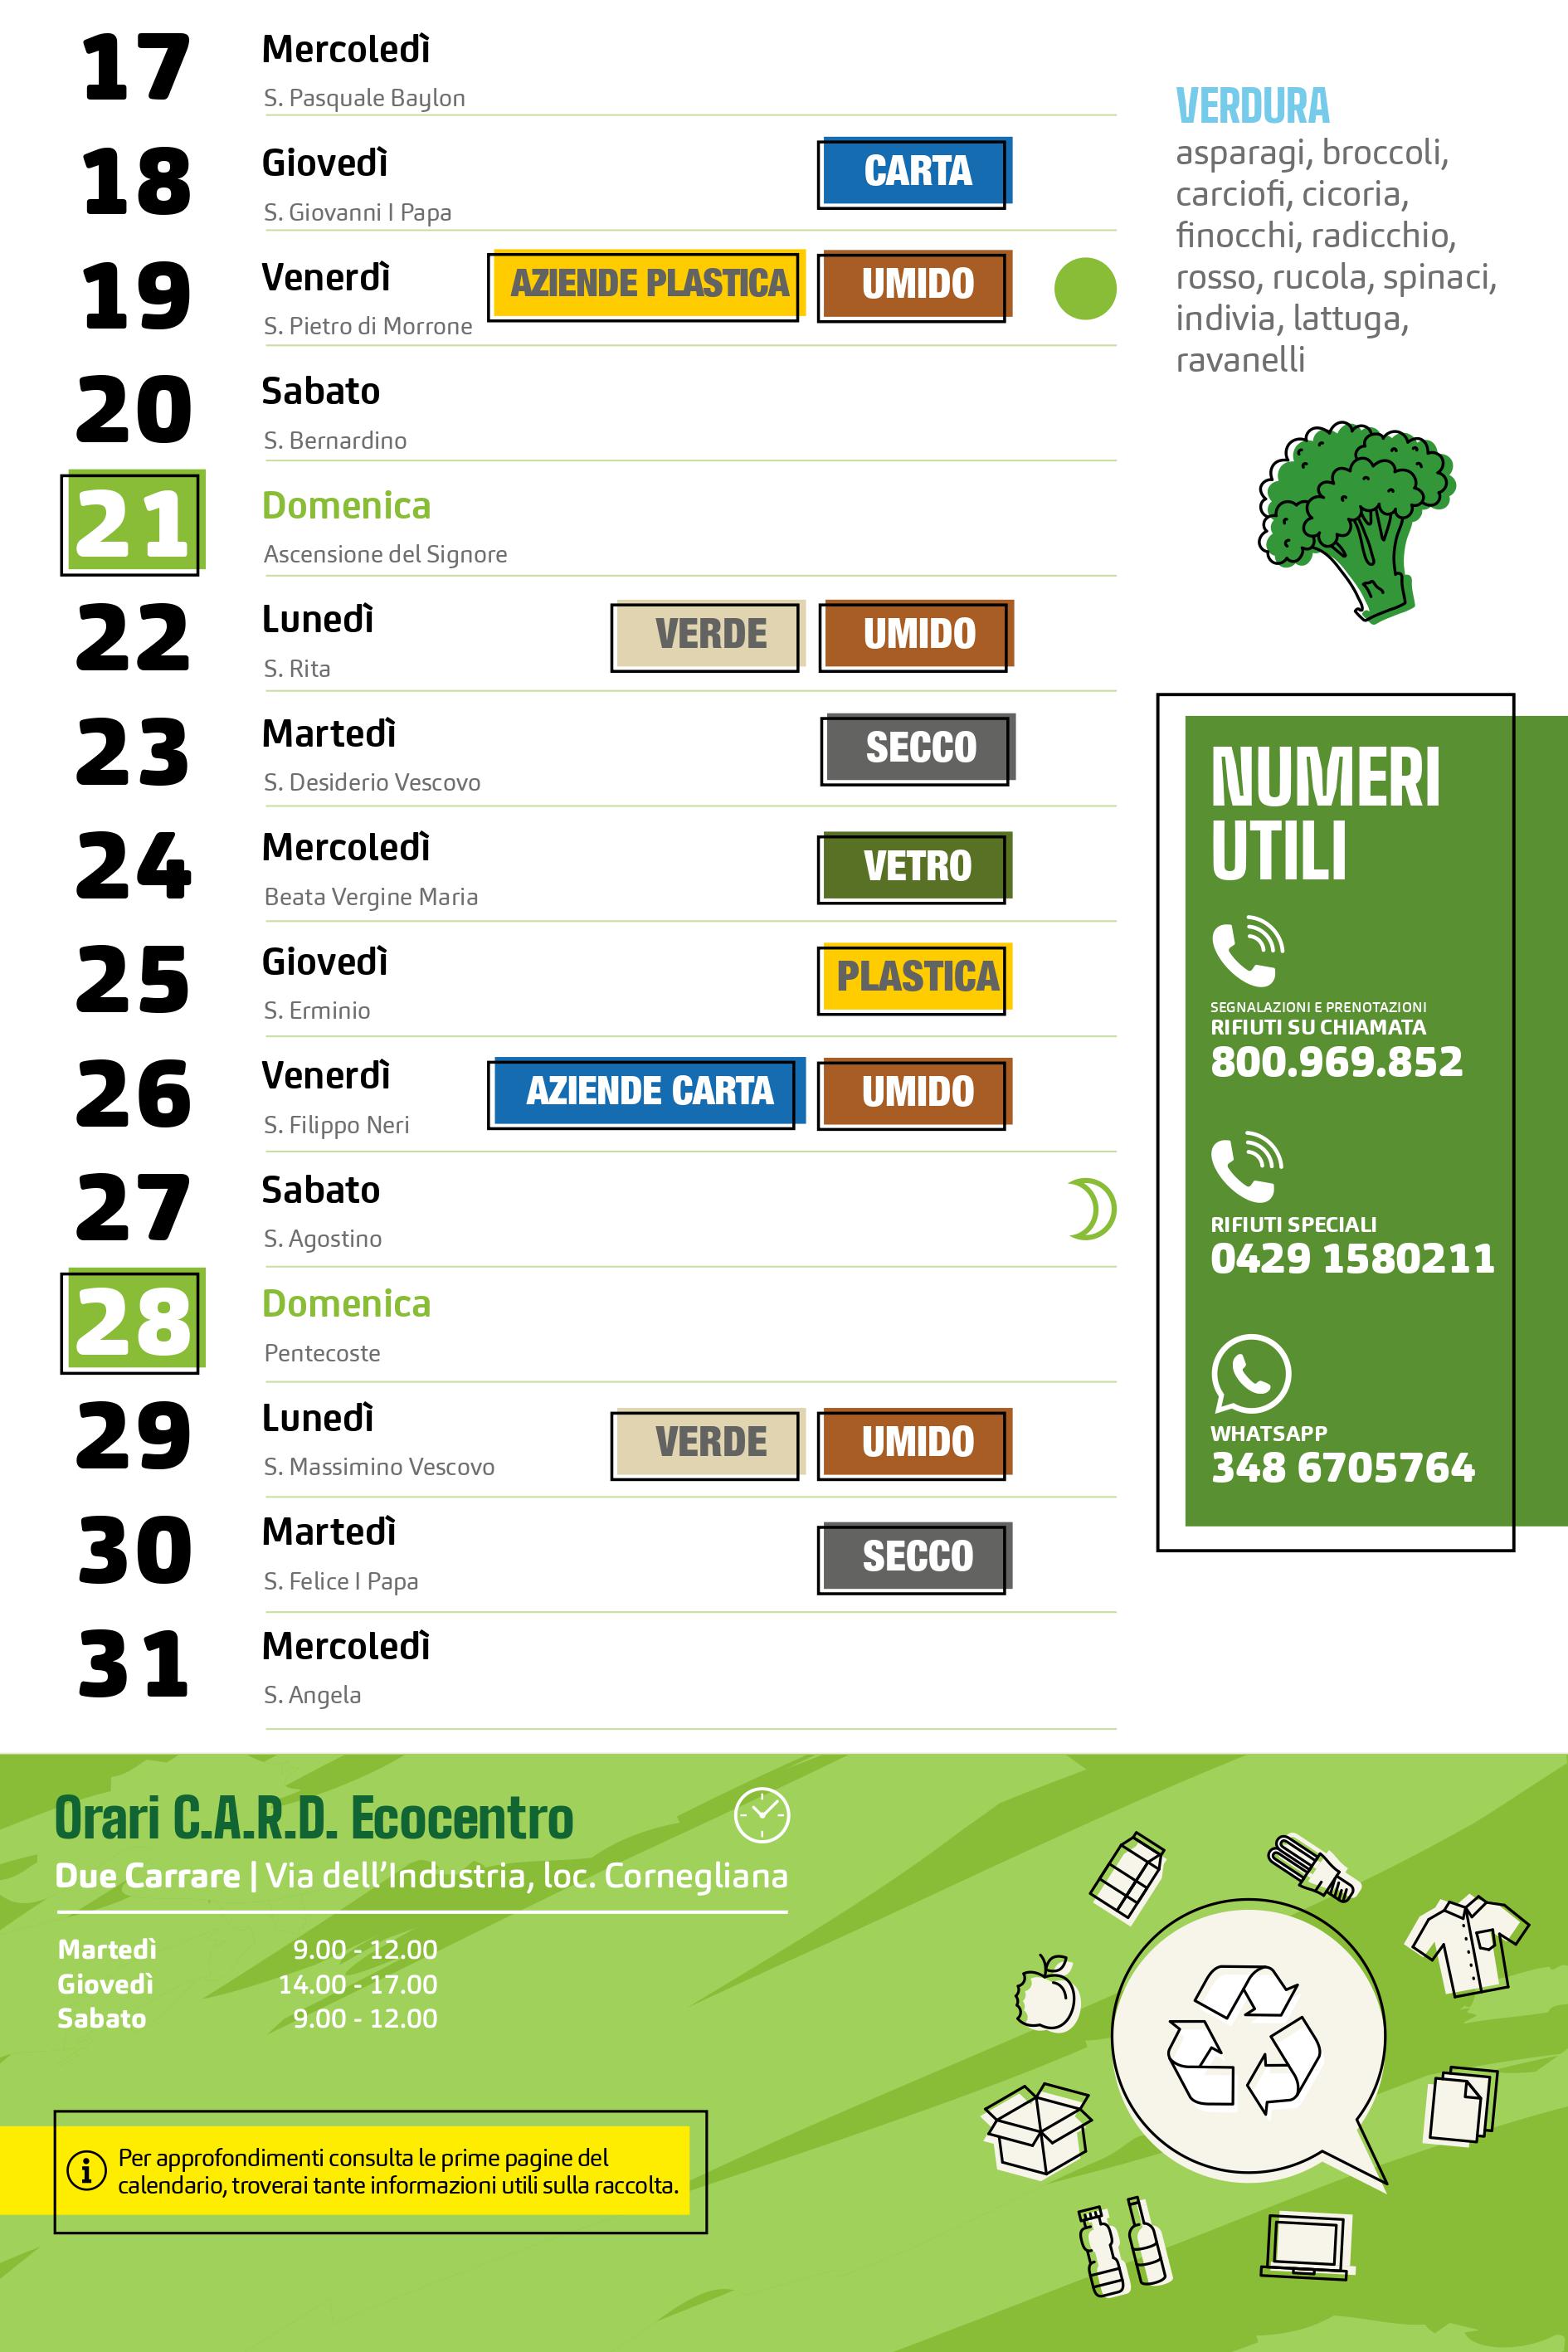 17 Mercoledì
S. Pasquale Baylon
18 Giovedì CARTA
S. Giovanni I Papa
19 Venerdì AZIENDE PLASTICA UMIDO
S. Pietro di Morrone
20 Sabato
S. Bernardino
21 Domenica
Ascensione del Signore
22 Lunedì VERDE UMIDO
S. Rita
23 Martedì SECCO
S. Desiderio Vescovo
24 Mercoledì VETRO
Beata Vergine Maria
25 Giovedì PLASTICA
S. Erminio
26 Venerdì AZIENDE CARTA UMIDO
S. Filippo Neri
27 Sabato
S. Agostino
28 Domenica
Pentecoste
29 Lunedì VERDE UMIDO
S. Massimino Vescovo
30 Martedì SECCO
S. Felice I Papa
31 Mercoledì
S. Angela
VERDURA
asparagi, broccoli,
carciofi, cicoria,
finocchi, radicchio,
rosso, rucola, spinaci,
indivia, lattuga,
ravanelli
NUMERI
UTILI
SEGNALAZIONI E PRENOTAZIONI
RIFIUTI SU CHIAMATA
800.969.852
RIFIUTI SPECIALI
0429 1580211
WHATSAPP
348 6705764
Orari C.A.R.D. Ecocentro
Due Carrare | Via dell'Industria, loc. Cornegliana
Martedì 9.00 - 12.00
Giovedì 14.00 - 17.00
Sabato 9.00 - 12.00
Per approfondimenti consulta le prime pagine del
calendario, troverai tante informazioni utili sulla raccolta.